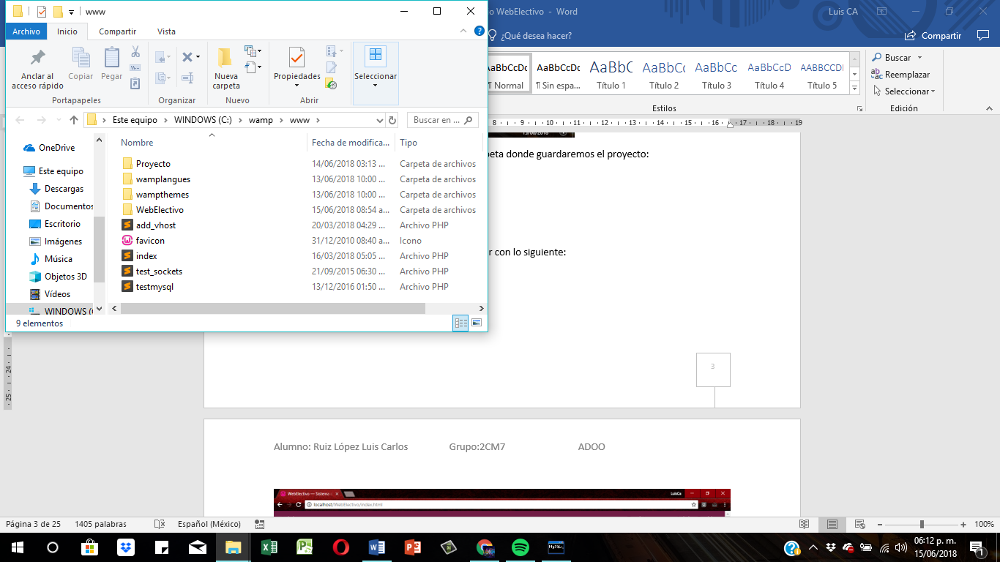 www
Archivo Inicio Compartir Vista
Anclar al acceso rápido
Copiar
Pegar
Portapapeles
Organizar
Nueva carpeta
Nuevo
Propiedades
Abrir
Seleccionar
Este equipo WINDOWS (C:) wamp www
Buscar en ...
Nombre Fecha de modifica... Tipo
Proyecto 14/06/2018 03:13 ... Carpeta de archivos
wamplangues 13/06/2018 10:00 ... Carpeta de archivos
wampthemes 13/06/2018 10:00 ... Carpeta de archivos
WebElectivo 15/06/2018 08:54 a... Carpeta de archivos
add_vhost 20/03/2018 04:29 ... Archivo PHP
favicon 31/12/2010 08:40 a... Icono
index 16/03/2018 05:05 ... Archivo PHP
test_sockets 21/09/2015 06:30 ... Archivo PHP
testmysql 13/12/2016 01:50 ... Archivo PHP
OneDrive
Este equipo
Descargas
Documentos
Escritorio
Imágenes
Música
Objetos 3D
Vídeos
WINDOWS (
9 elementos
o WebElectivo - Word Luis CA
¿Qué desea hacer? Compartir
AaBbCcDc AaBbCcDc AaBbC AaBbCc AaBbCc AaBbCcD AABBCCDI
¶ Normal ¶ Sin espa... Título 1 Título 2 Título 3 Título 4 Título 5
Estilos
Buscar
Reemplazar
Seleccionar
Edición
8 9 10 11 12 13 14 15 16 17 18 19
15/06/2018
peta donde guardaremos el proyecto:
r con lo siguiente:
24
25
3
Alumno: Ruiz López Luis Carlos Grupo:2CM7 ADOO
WebElectivo — Sistema LuisCa
localhost/WebElectivo/index.html
Página 3 de 25 1405 palabras Español (México) 100%
MySQL
06:12 p. m.
15/06/2018
1